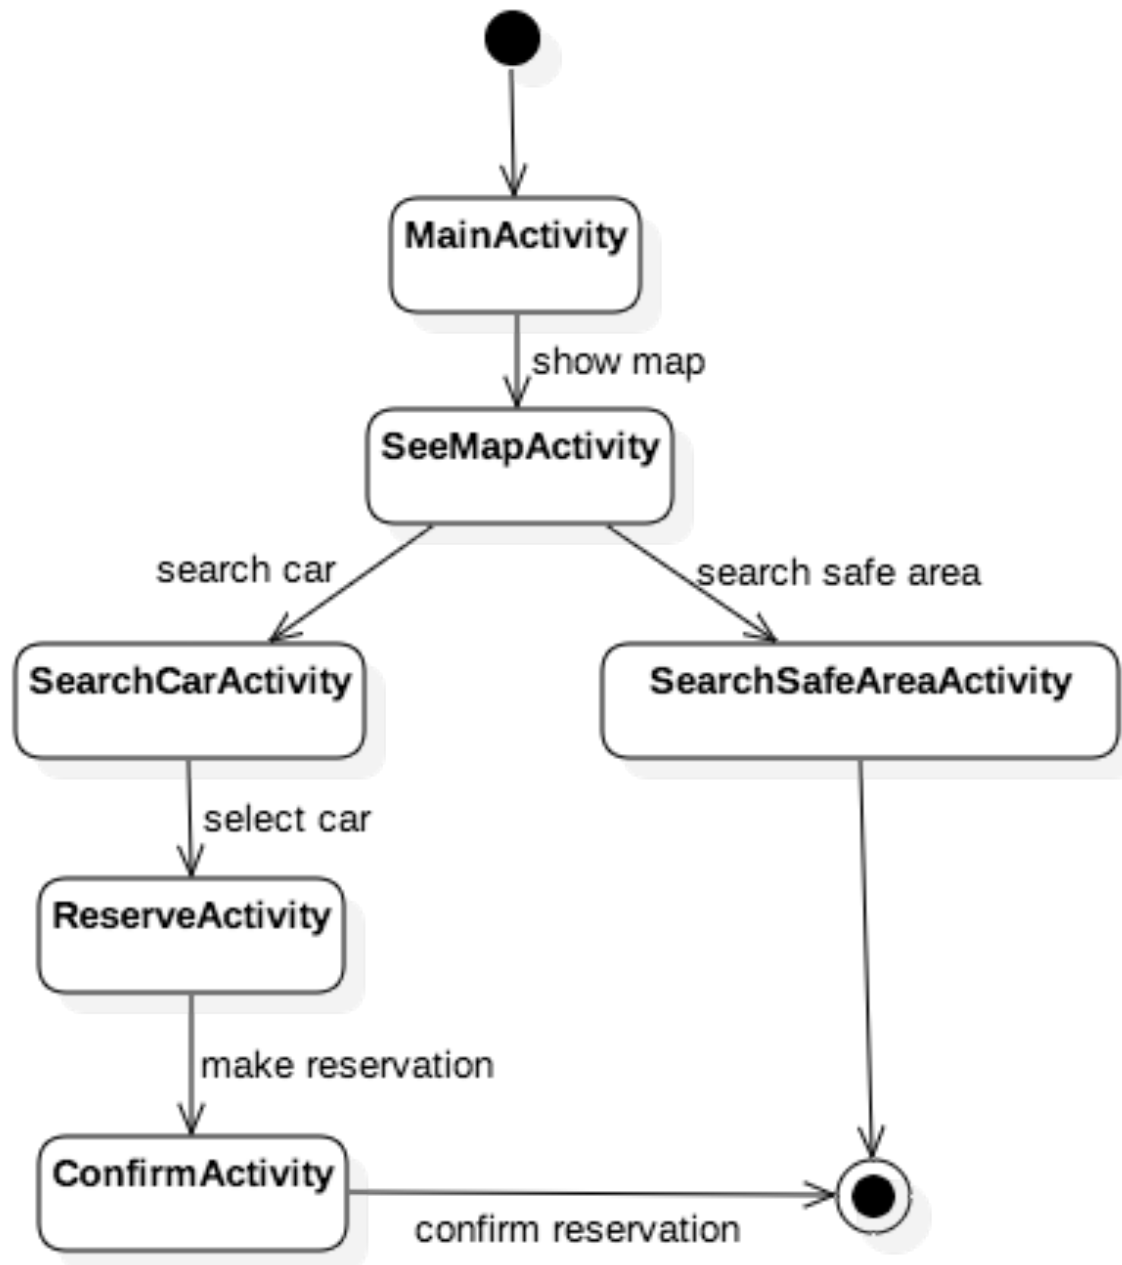 MainActivity
show map
SeeMapActivity
search car
search safe area
SearchCarActivity
SearchSafeAreaActivity
select car
ReserveActivity
make reservation
ConfirmActivity
confirm reservation